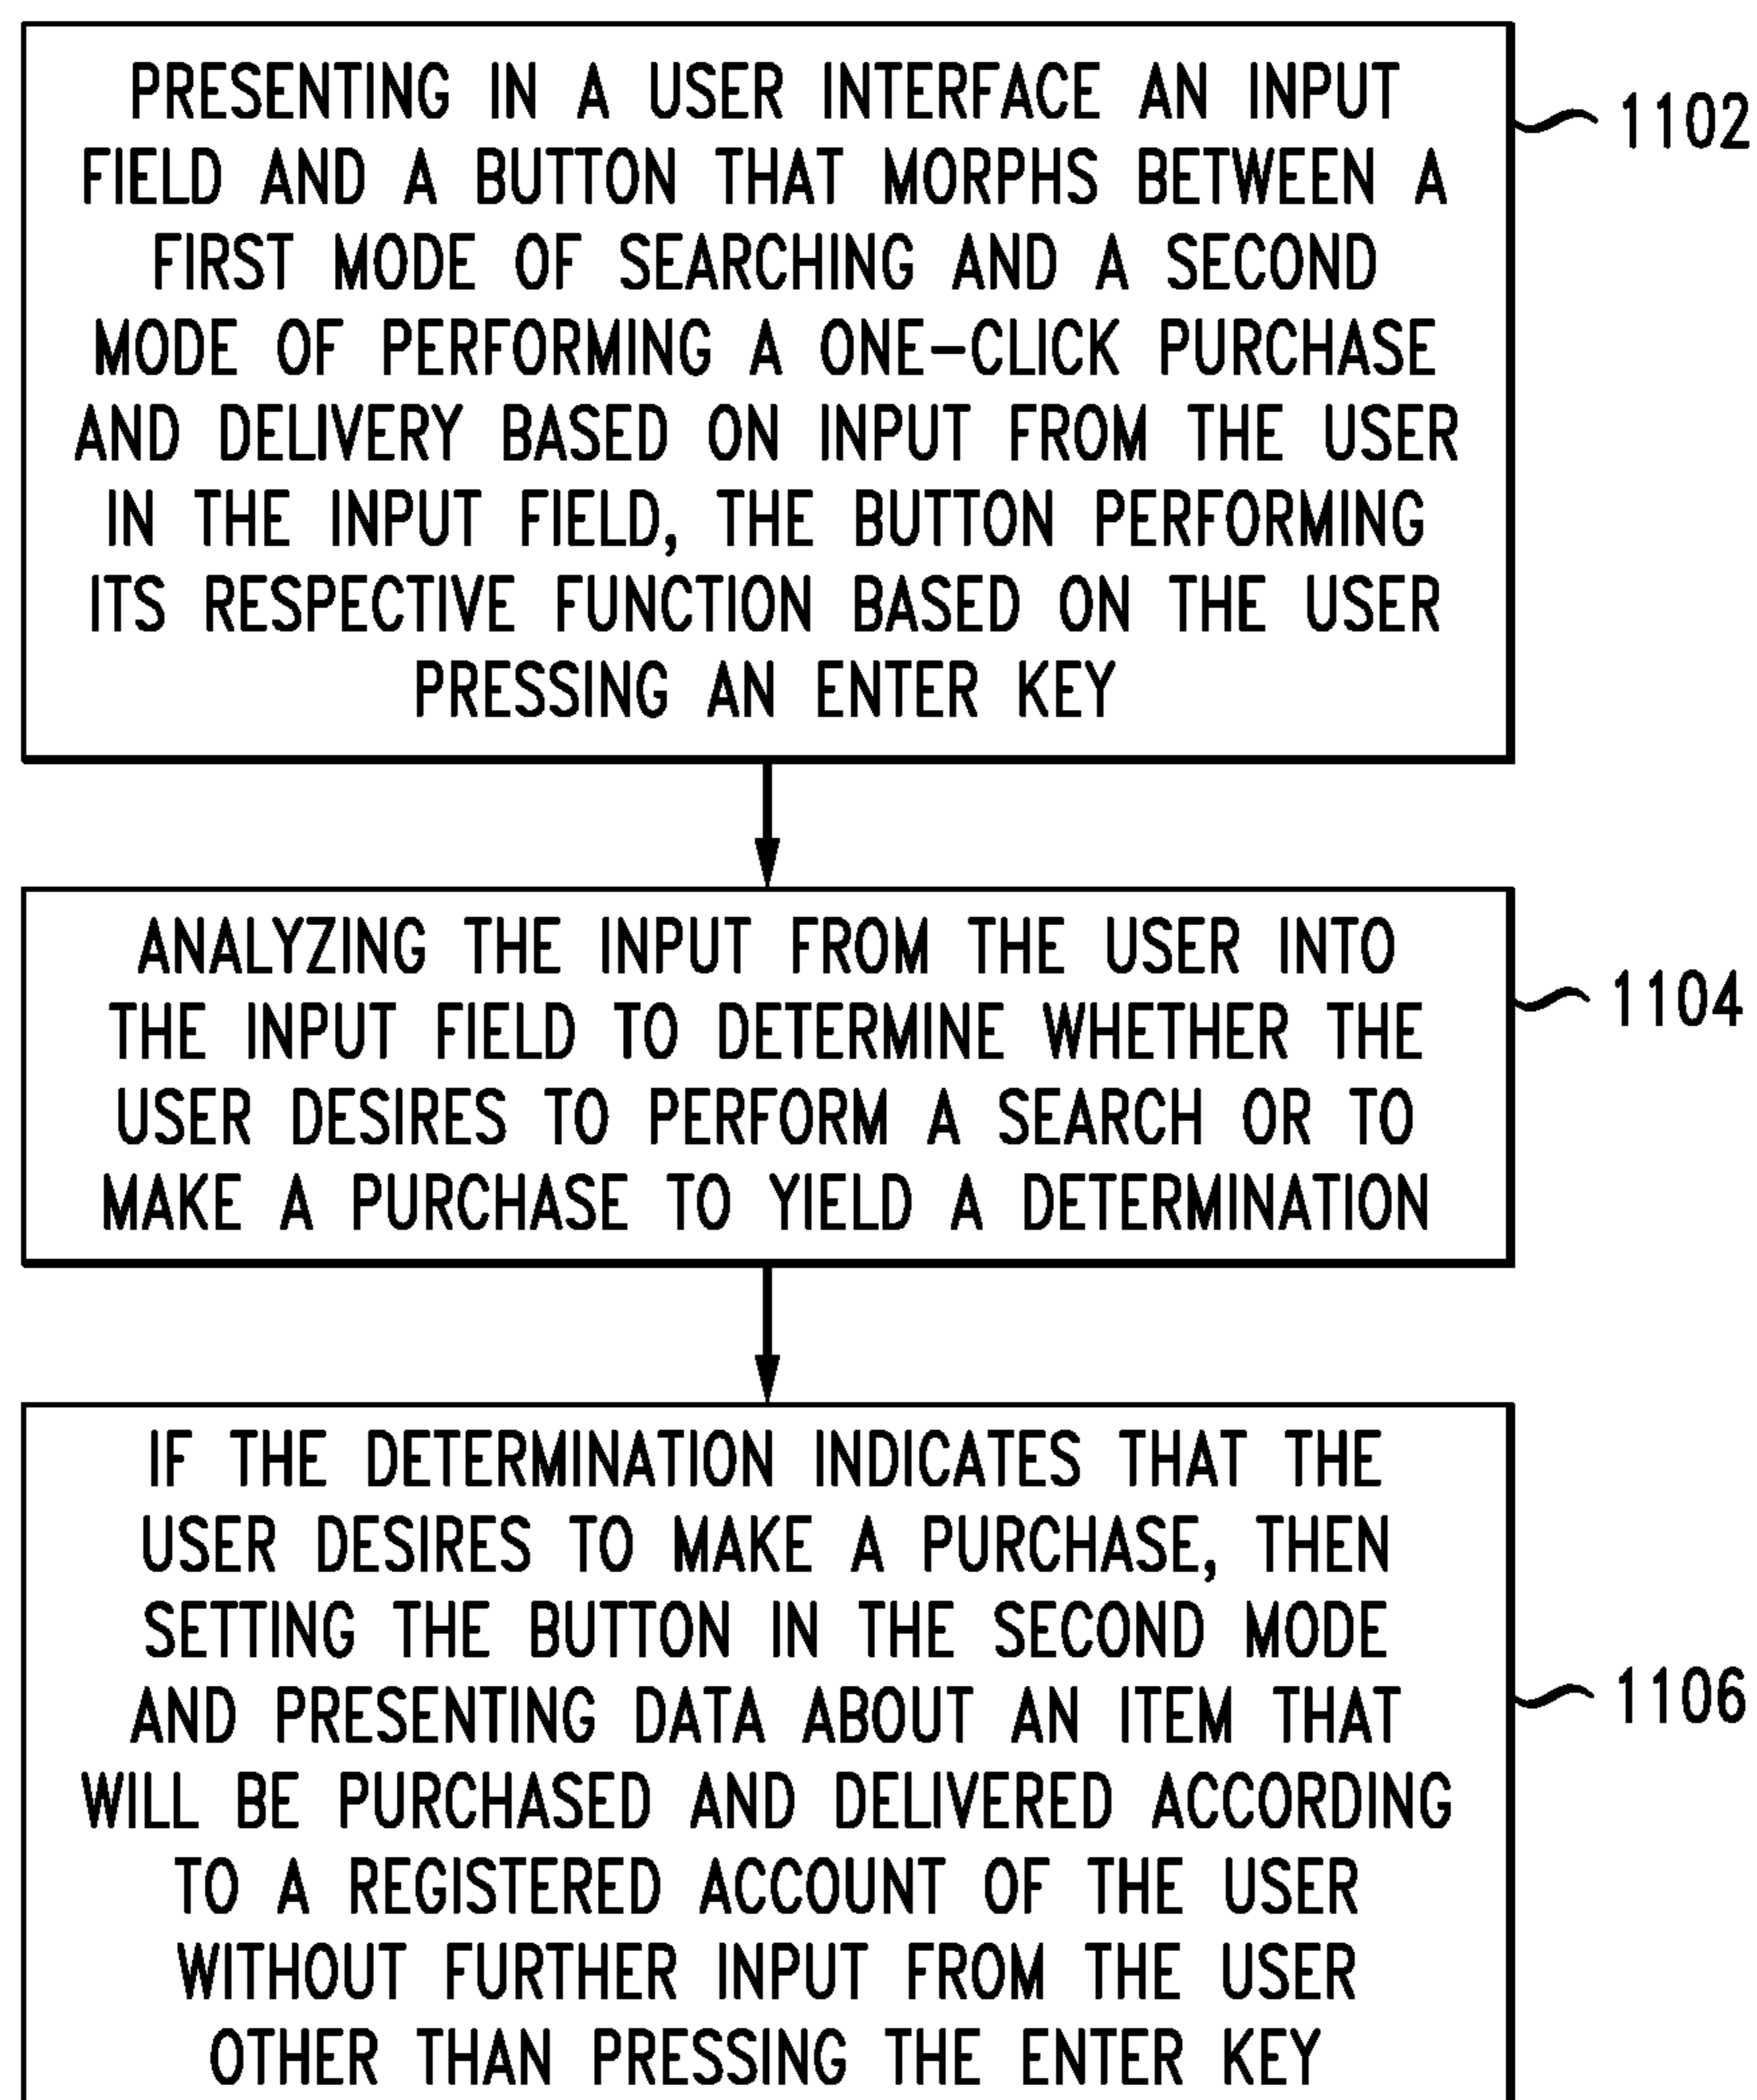 PRESENTING IN A USER INTERFACE AN INPUT
FIELD AND A BUTTON THAT MORPHS BETWEEN A
FIRST MODE OF SEARCHING AND A SECOND
MODE OF PERFORMING A ONE-CLICK PURCHASE
AND DELIVERY BASED ON INPUT FROM THE USER
IN THE INPUT FIELD, THE BUTTON PERFORMING
ITS RESPECTIVE FUNCTION BASED ON THE USER
PRESSING AN ENTER KEY
1102
ANALYZING THE INPUT FROM THE USER INTO
THE INPUT FIELD TO DETERMINE WHETHER THE
USER DESIRES TO PERFORM A SEARCH OR TO
MAKE A PURCHASE TO YIELD A DETERMINATION
1104
IF THE DETERMINATION INDICATES THAT THE
USER DESIRES TO MAKE A PURCHASE, THEN
SETTING THE BUTTON IN THE SECOND MODE
AND PRESENTING DATA ABOUT AN ITEM THAT
WILL BE PURCHASED AND DELIVERED ACCORDING
TO A REGISTERED ACCOUNT OF THE USER
WITHOUT FURTHER INPUT FROM THE USER
OTHER THAN PRESSING THE ENTER KEY
1106